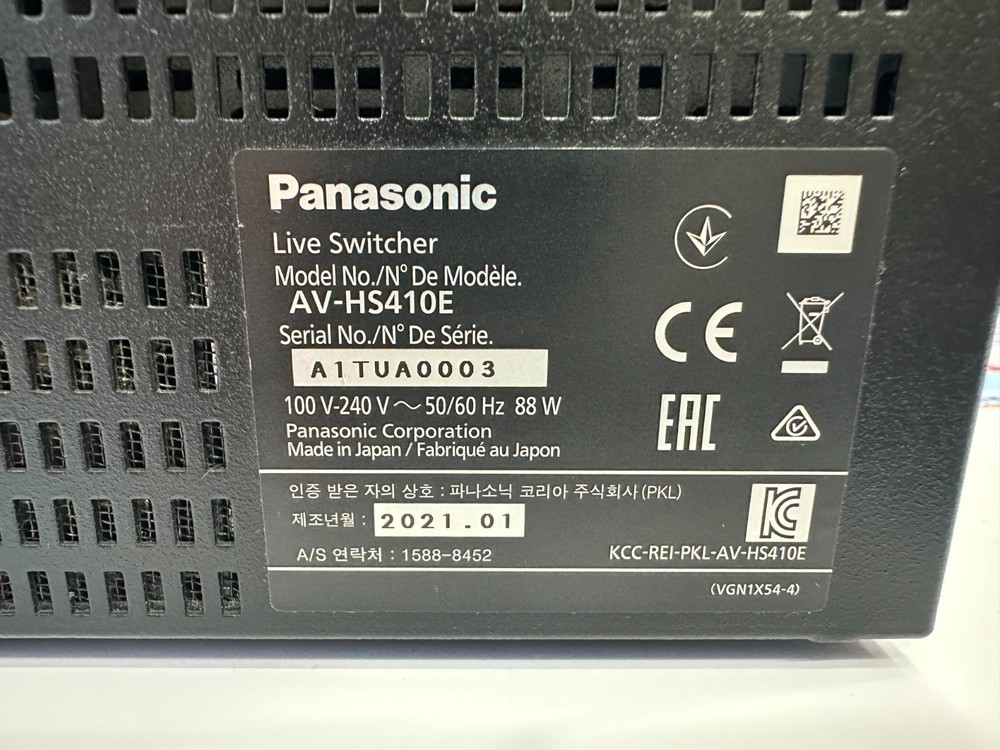 Panasonic
Live Switcher
Model No./N° De Modèle.
AV-HS410E
Serial No./N° De Série.
A1TUA0003
100 V-240 V～50/60 Hz 88 W
Panasonic Corporation
Made in Japan / Fabriqué au Japon
CE
EAC
인증 받은 자의 상호 : 파나소닉 코리아 주식회사(PKL)
제조년월 : 2021.01
A/S 연락처 : 1588-8452
KC
KCC-REI-PKL-AV-HS410E
(VGN1X54-4)